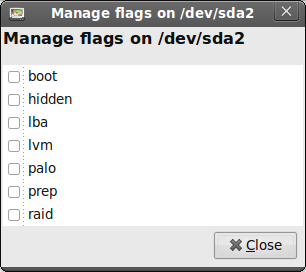 Manage flags on /dev/sda2
Manage flags on /dev/sda2
boot
hidden
lba
lvm
palo
prep
raid
Close